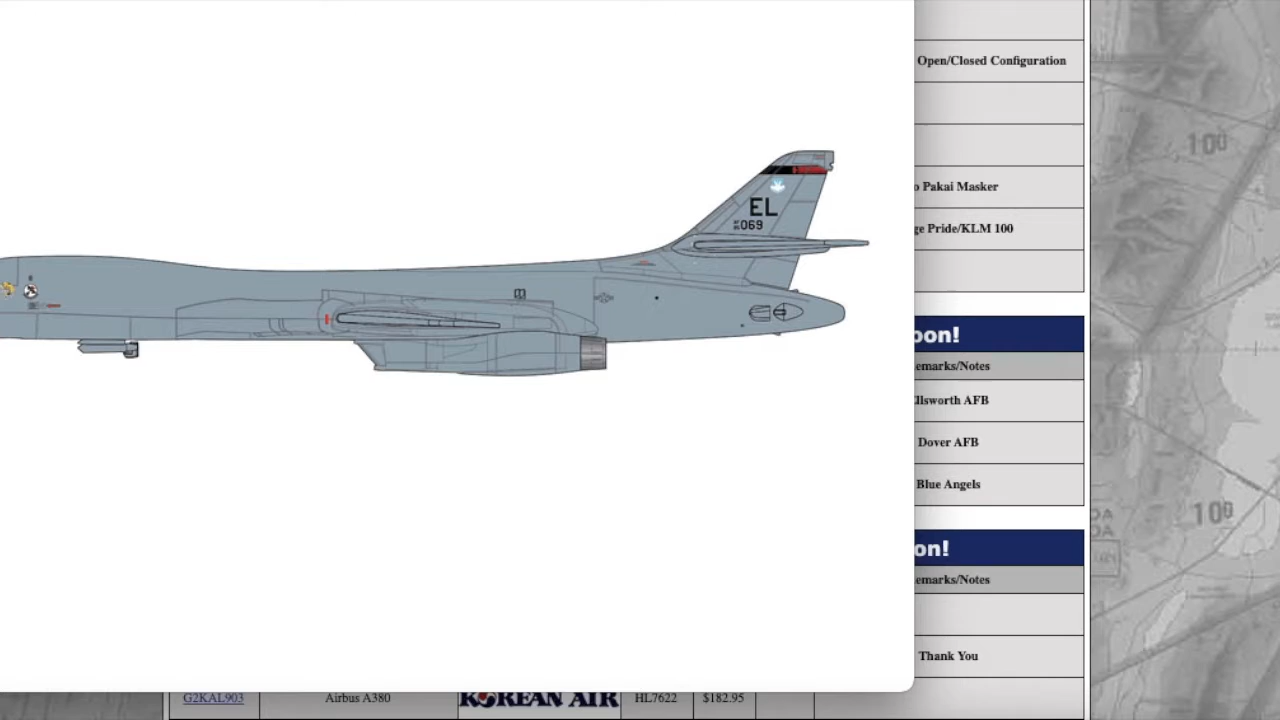 Open/Closed Configuration
Pakai Masker
Pride/KLM 100
EL
069
oon!
emarks/Notes
llsworth AFB
Dover AFB
Blue Angels
on!
emarks/Notes
Thank You
G2KAL903 Airbus A380 KOREAN AIR HL7622 $182.95
100
100